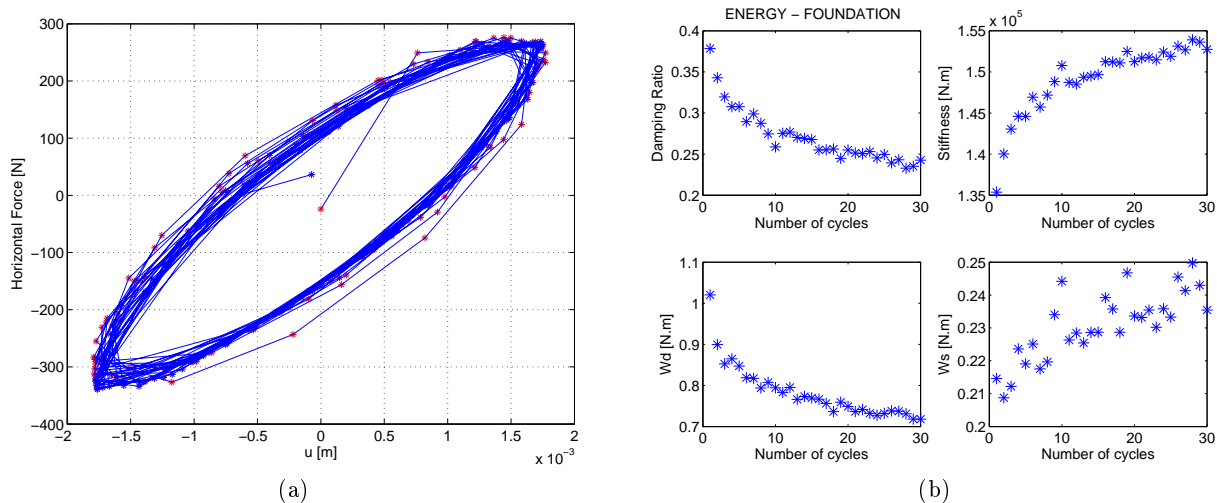 300
200
100
0
−100
−200
−300
−400
Horizontal Force [N]
−2 −1.5 −1 −0.5 0 0.5 1 1.5 2
u [m]
x 10⁻³
(a)
ENERGY − FOUNDATION
0.4
0.35
0.3
0.25
0.2
Damping Ratio
0 10 20 30
Number of cycles
x 10⁵
1.55
1.5
1.45
1.4
1.35
Stiffness [N.m]
0 10 20 30
Number of cycles
1.1
1
0.9
0.8
0.7
Wd [N.m]
0 10 20 30
Number of cycles
0.25
0.24
0.23
0.22
0.21
0.2
Ws [N.m]
0 10 20 30
Number of cycles
(b)